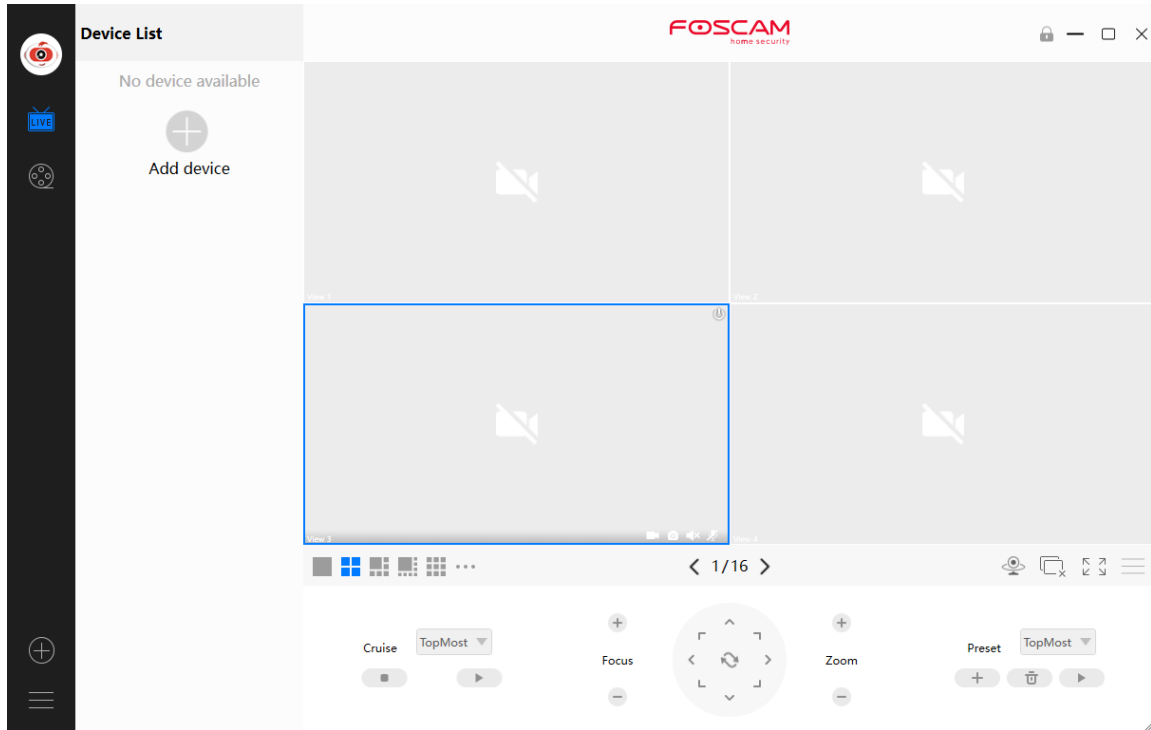 Device List
FOSCAM
home security
No device available
Add device
LIVE
View 1
View 2
View 3
View 4
1/16
Cruise
TopMost
Focus
Zoom
Preset
TopMost